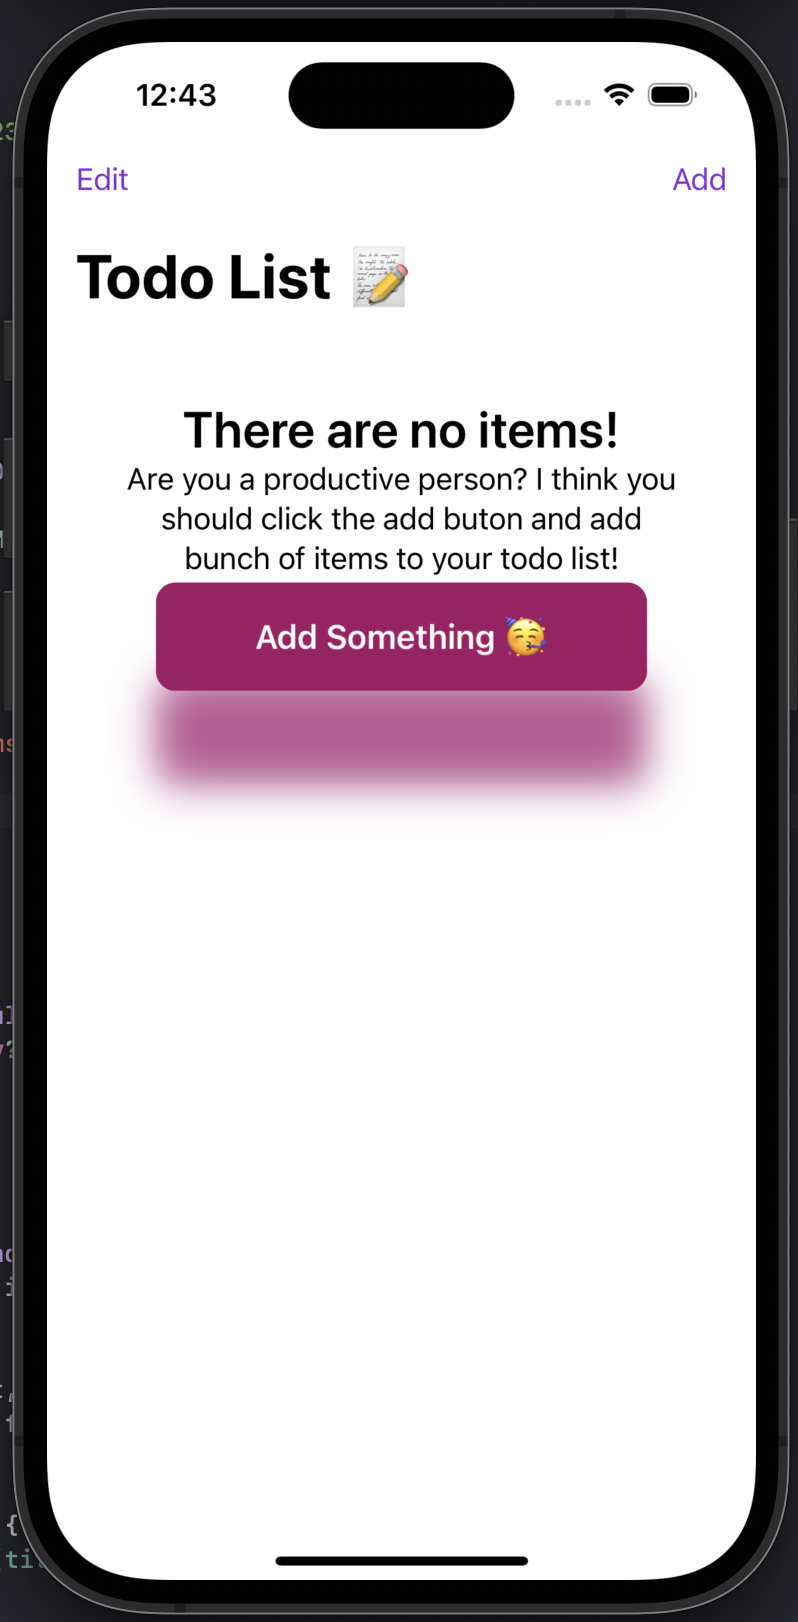 12:43
Edit
Add
Todo List 📝
There are no items!
Are you a productive person? I think you
should click the add buton and add
bunch of items to your todo list!
Add Something 🥳